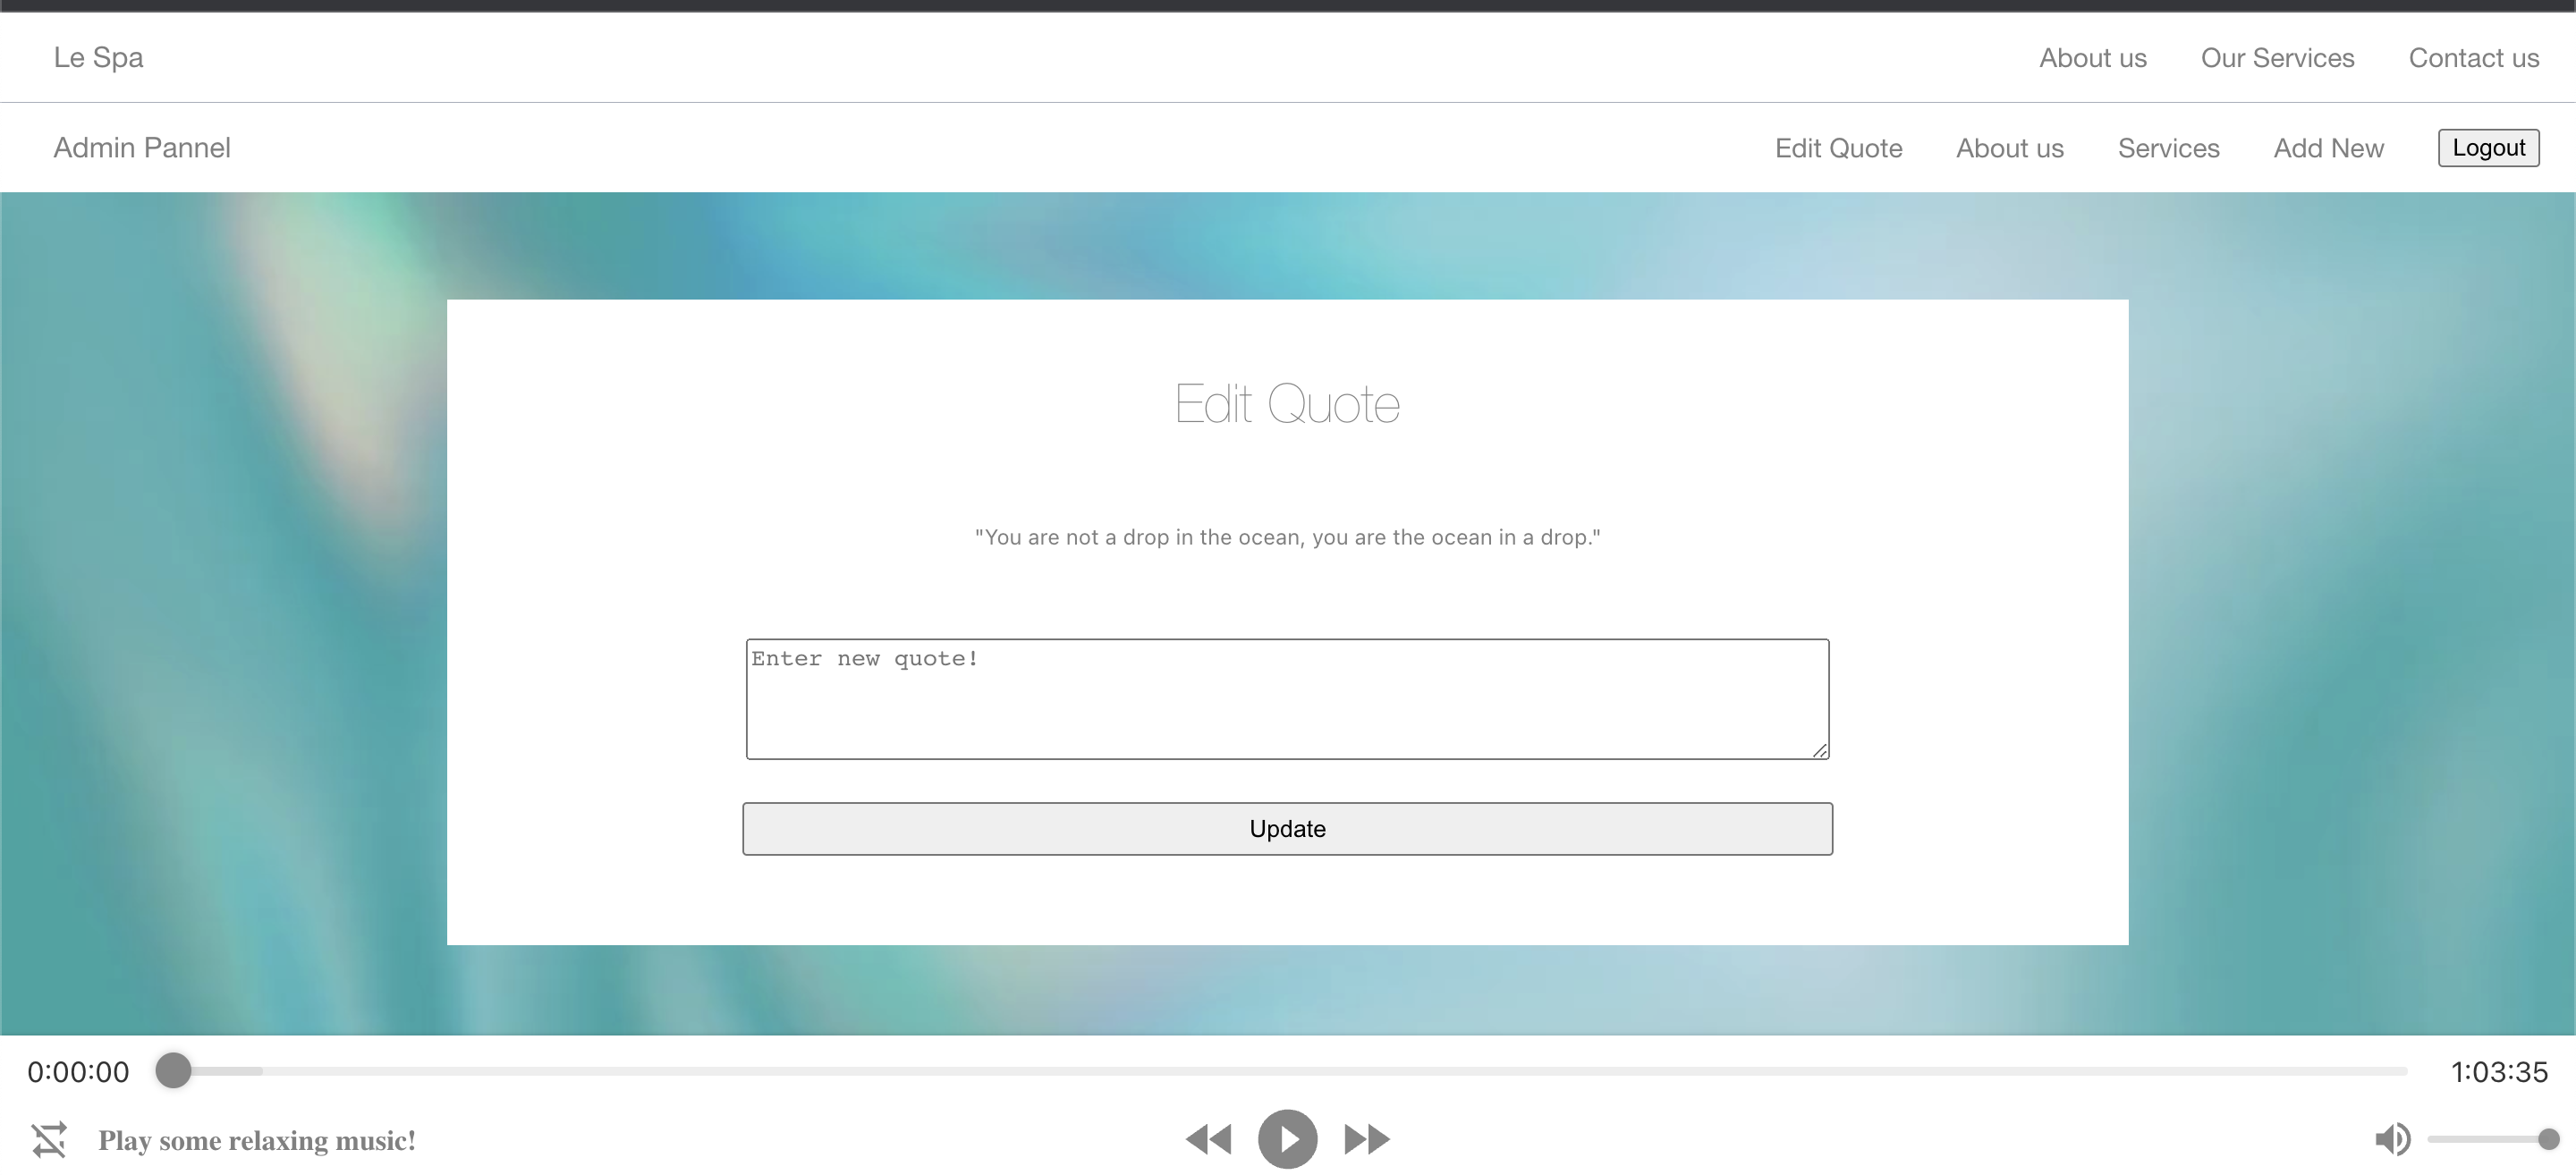 Le Spa About us Our Services Contact us
Admin Pannel Edit Quote About us Services Add New Logout
Edit Quote
"You are not a drop in the ocean, you are the ocean in a drop."
Enter new quote!
Update
0:00:00 1:03:35
Play some relaxing music!